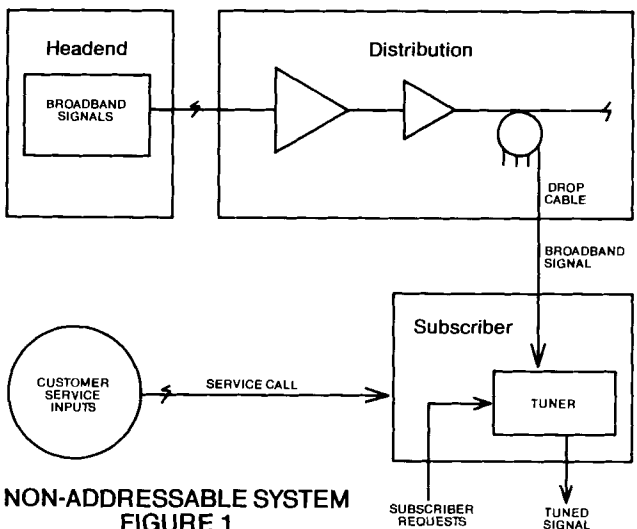 Headend
Distribution
BROADBAND
SIGNALS
DROP
CABLE
BROADBAND
SIGNAL
Subscriber
CUSTOMER
SERVICE
INPUTS
SERVICE CALL
TUNER
NON-ADDRESSABLE SYSTEM
FIGURE 1
SUBSCRIBER
REQUESTS
TUNED
SIGNAL